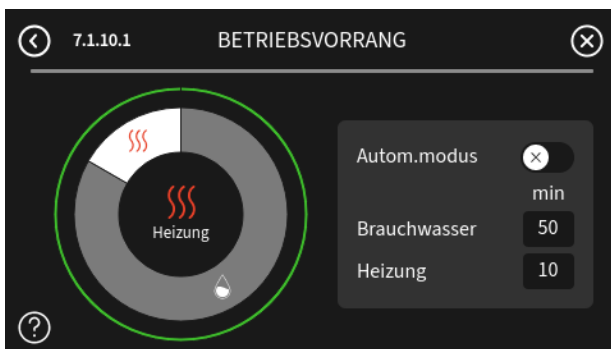 7.1.10.1 BETRIEBSVORRANG
Heizung
Autom.modus
min
Brauchwasser 50
Heizung 10
?